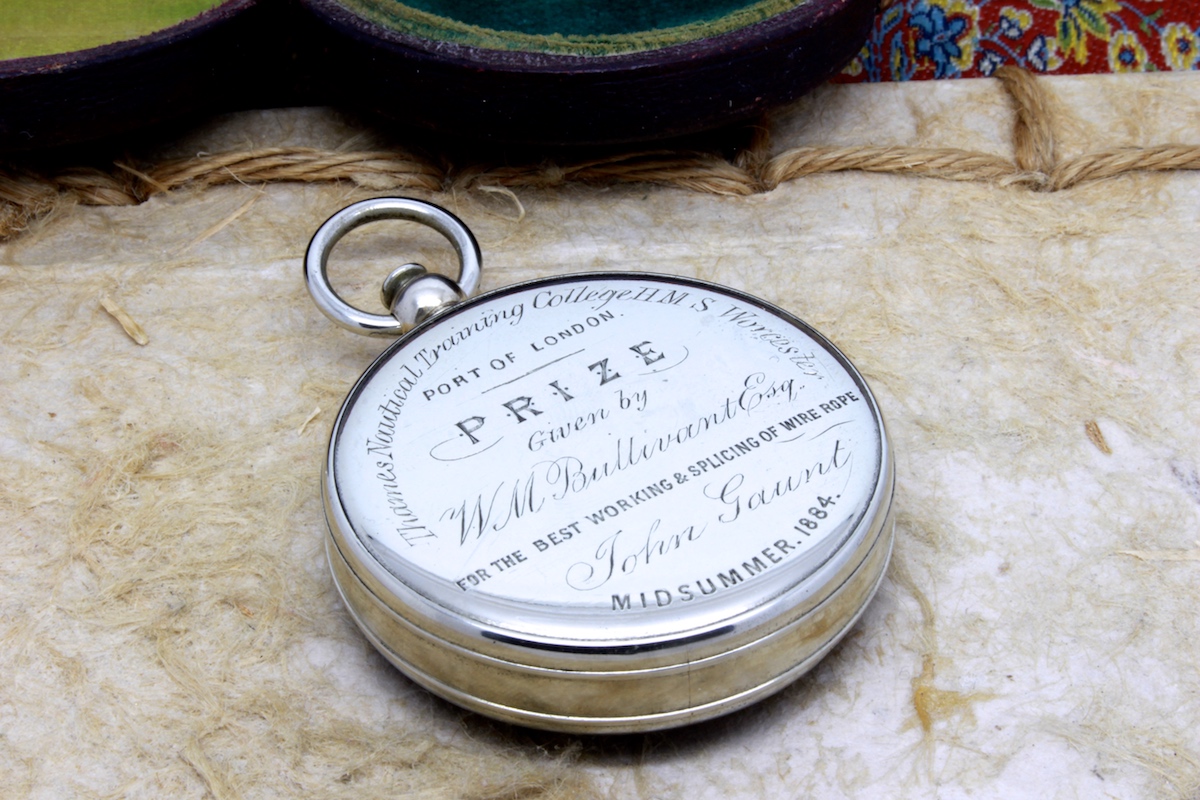 Thames Nautical Training College H M S Worcester
PORT OF LONDON.
PRIZE
Given by
W M Bullivant Esq.
FOR THE BEST WORKING & SPLICING OF WIRE ROPE
John Gaunt
MIDSUMMER. 1884.